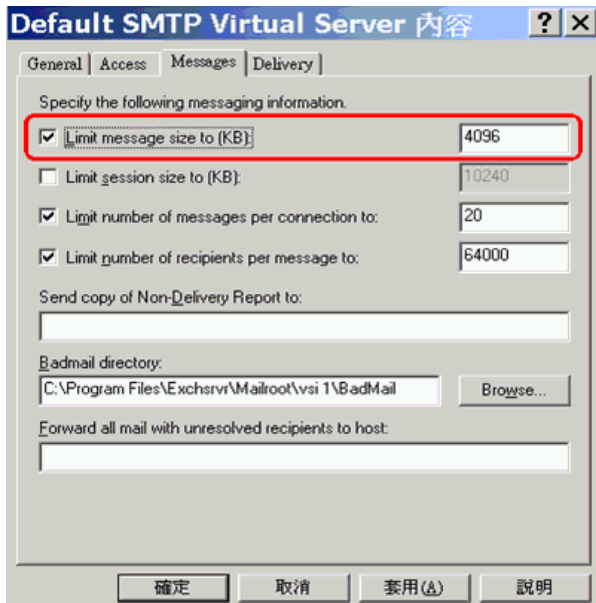 Default SMTP Virtual Server 內容
General Access Messages Delivery
Specify the following messaging information.
Limit message size to (KB): 4096
Limit session size to (KB): 10240
Limit number of messages per connection to: 20
Limit number of recipients per message to: 64000
Send copy of Non-Delivery Report to:
Badmail directory:
C:\Program Files\Exchsrvr\Mailroot\vsi 1\BadMail Browse...
Forward all mail with unresolved recipients to host:
確定 取消 套用(A) 說明